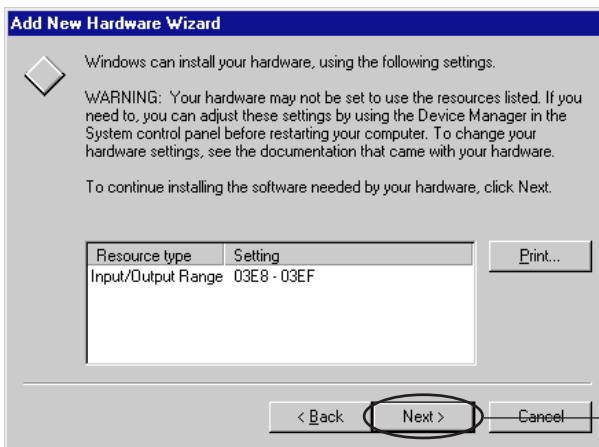 Add New Hardware Wizard
Windows can install your hardware, using the following settings.
WARNING: Your hardware may not be set to use the resources listed. If you
need to, you can adjust these settings by using the Device Manager in the
System control panel before restarting your computer. To change your
hardware settings, see the documentation that came with your hardware.
To continue installing the software needed by your hardware, click Next.
Resource type Setting
Input/Output Range 03E8 - 03EF
Print...
< Back Next > Cancel